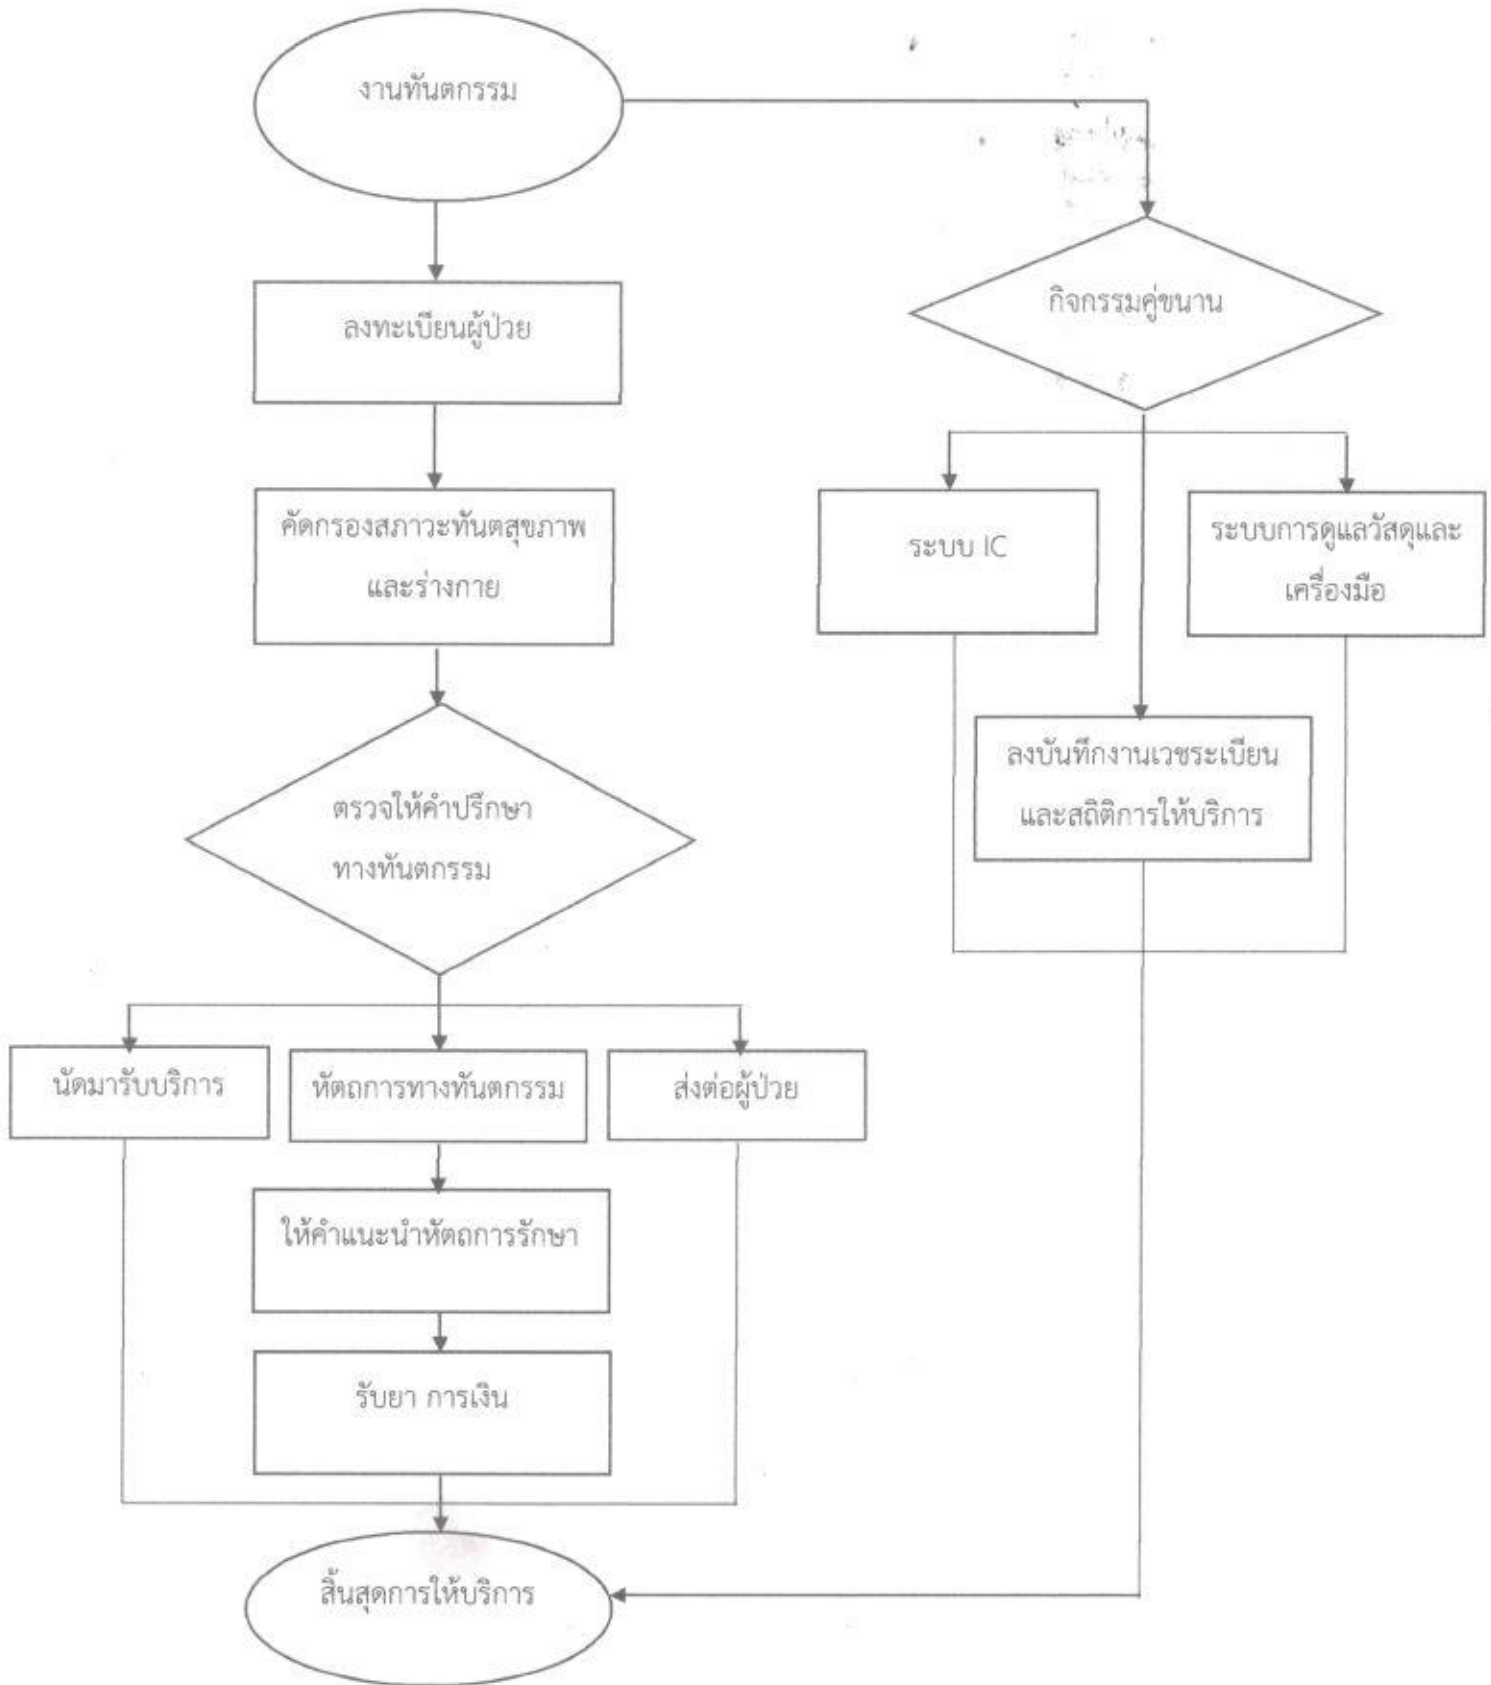 งานทันตกรรม
ลงทะเบียนผู้ป่วย
คัดกรองสภาวะทันตสุขภาพ
และร่างกาย
ตรวจให้คำปรึกษา
ทางทันตกรรม
นัดมารับบริการ
หัตถการทางทันตกรรม
ส่งต่อผู้ป่วย
ให้คำแนะนำหัตถการรักษา
รับยา การเงิน
สิ้นสุดการให้บริการ
กิจกรรมคู่ขนาน
ระบบ IC
ระบบการดูแลวัสดุและ
เครื่องมือ
ลงบันทึกงานเวชระเบียน
และสถิติการให้บริการ